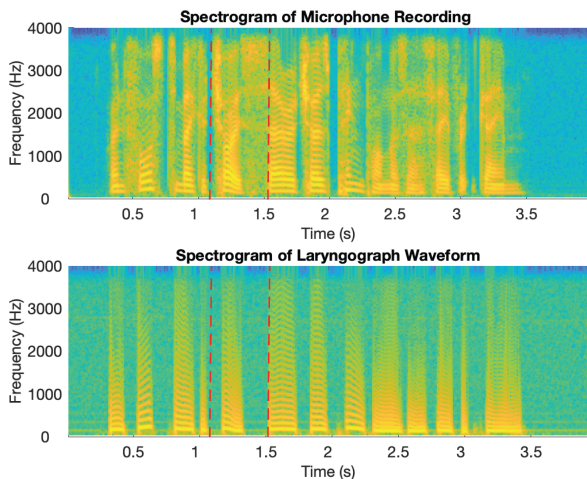 Spectrogram of Microphone Recording
4000
3000
2000
1000
0
Frequency (Hz)
0.5 1 1.5 2 2.5 3 3.5
Time (s)
Spectrogram of Laryngograph Waveform
4000
3000
2000
1000
0
Frequency (Hz)
0.5 1 1.5 2 2.5 3 3.5
Time (s)